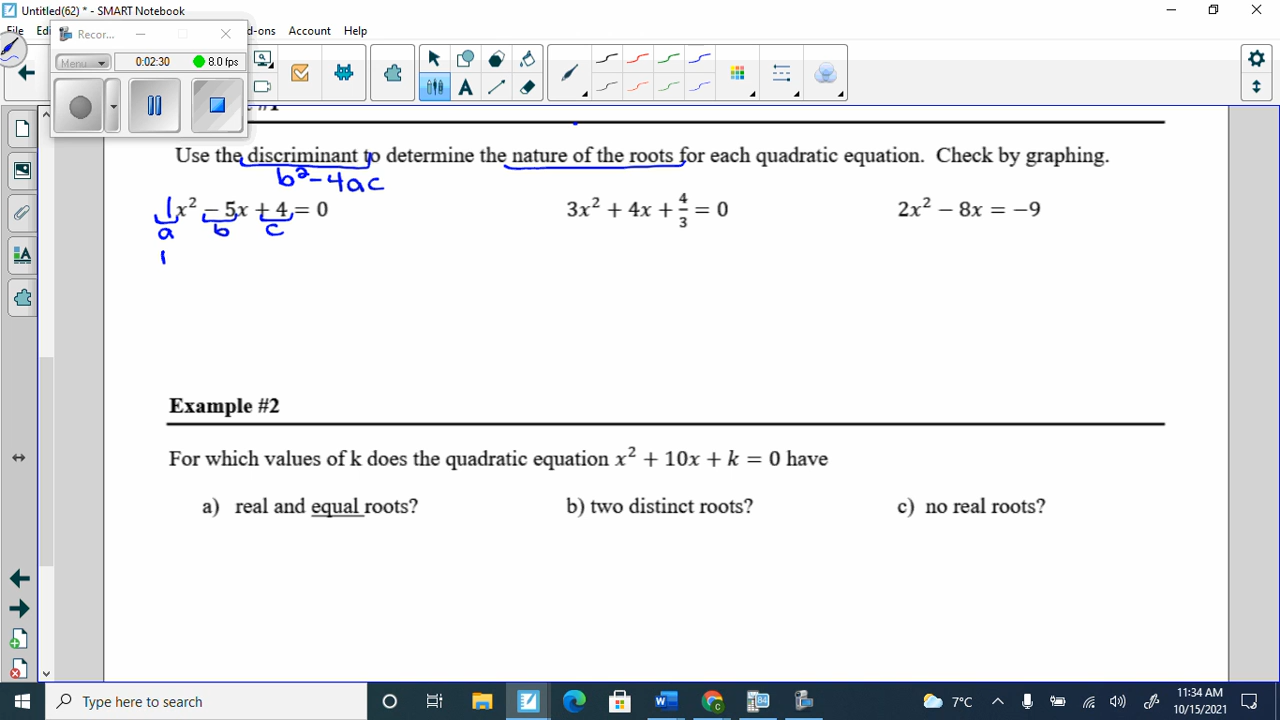 Untitled(62) * - SMART Notebook
File
Recor...
d-ons Account Help
Menu
0:02:30
8.0 fps
Use the discriminant to determine the nature of the roots for each quadratic equation. Check by graphing.
b² - 4ac
1x² − 5x + 4 = 0
3x² + 4x + 4/3 = 0
2x² − 8x = −9
a b c
Example #2
For which values of k does the quadratic equation x² + 10x + k = 0 have
a) real and equal roots?
b) two distinct roots?
c) no real roots?
Type here to search
7°C
11:34 AM
10/15/2021